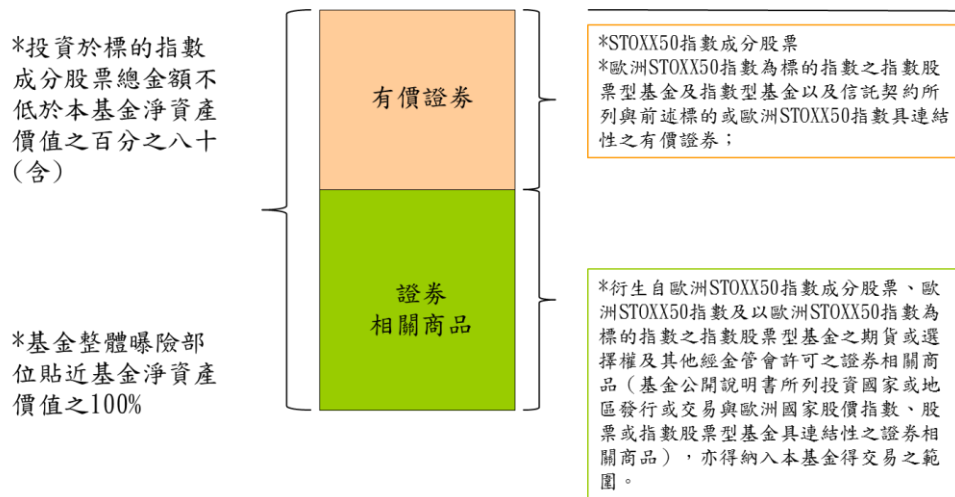 *投資於標的指數
成分股票總金額不
低於本基金淨資產
價值之百分之八十
(含)
*基金整體曝險部
位貼近基金淨資產
價值之100%
有價證券
證券
相關商品
*STOXX50指數成分股票
*歐洲STOXX50指數為標的指數之指數股
票型基金及指數型基金以及信託契約所
列與前述標的或歐洲STOXX50指數具連結
性之有價證券；
*衍生自歐洲STOXX50指數成分股票、歐
洲STOXX50指數及以歐洲STOXX50指數為
標的指數之指數股票型基金之期貨或選
擇權及其他經金管會許可之證券相關商
品（基金公開說明書所列投資國家或地
區發行或交易與歐洲國家股價指數、股
票或指數股票型基金具連結性之證券相
關商品），亦得納入本基金得交易之範
圍。